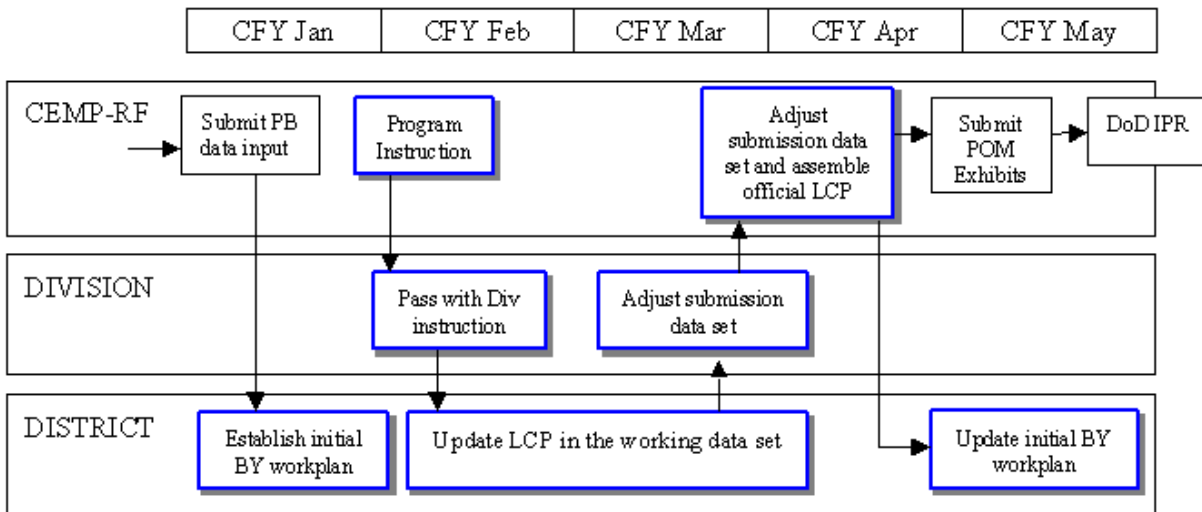 CFY Jan
CFY Feb
CFY Mar
CFY Apr
CFY May
CEMP-RF
Submit PB
data input
Program
Instruction
Adjust
submission data
set and assemble
official LCP
Submit
POM
Exhibits
DoD IPR
DIVISION
Pass with Div
instruction
Adjust submission
data set
DISTRICT
Establish initial
BY workplan
Update LCP in the working data set
Update initial BY
workplan